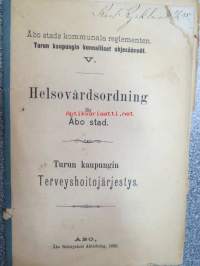 Åbo stads kommunala reglementen.
Turun kaupungin kunnalliset ohjesäännöt.
V.
Helsovårdsordning
för
Åbo stad.
Turun kaupungin
Terveyshoitojärjestys.
ÅBO,